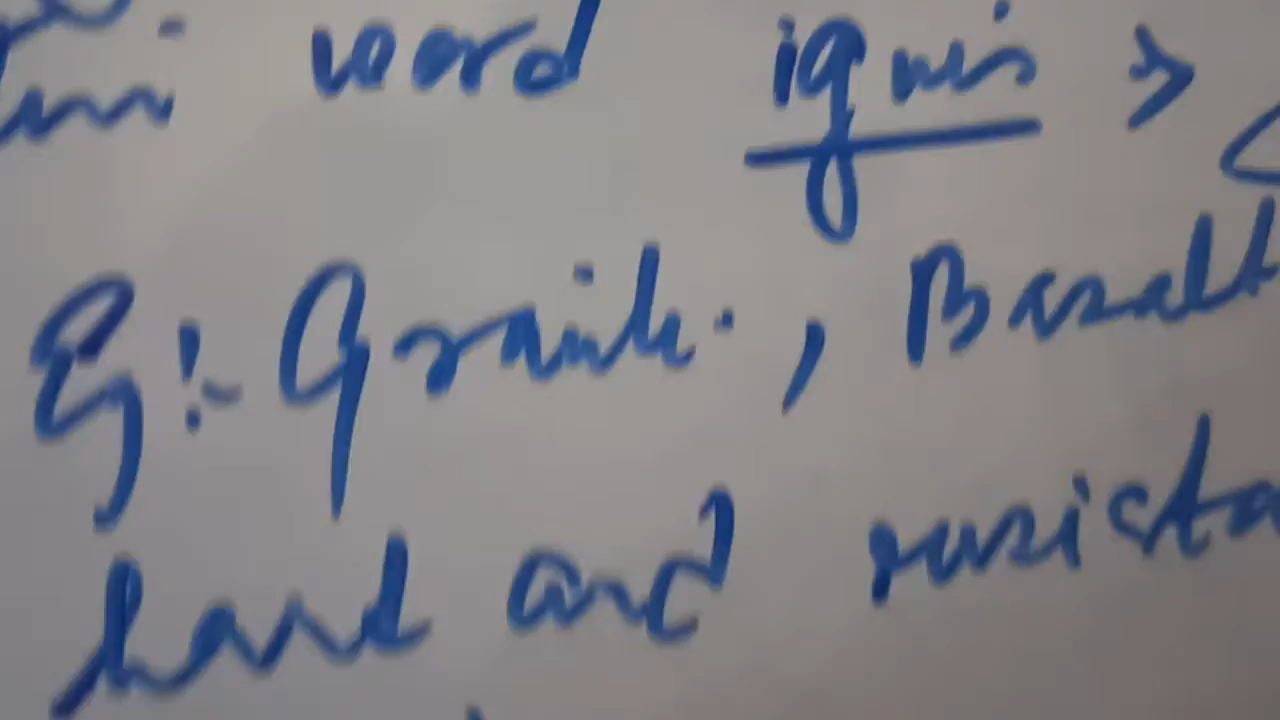 word ignis →
Eg:- Granite, Basalt
hard and resista